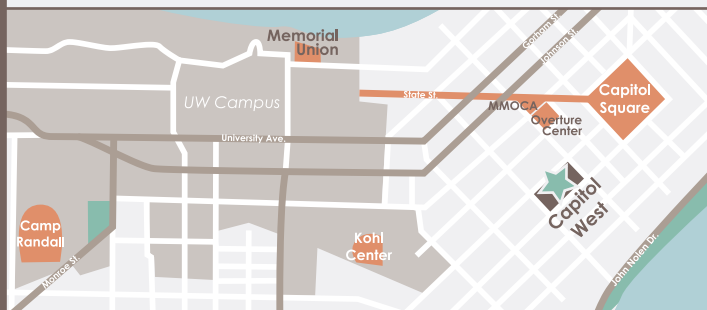 Memorial
Union
Gorham St.
Johnson St.
State St.
Capitol
Square
UW Campus
MMOCA
Overture
Center
University Ave.
Capitol
West
Camp
Randall
Kohl
Center
Monroe St.
John Nolen Dr.